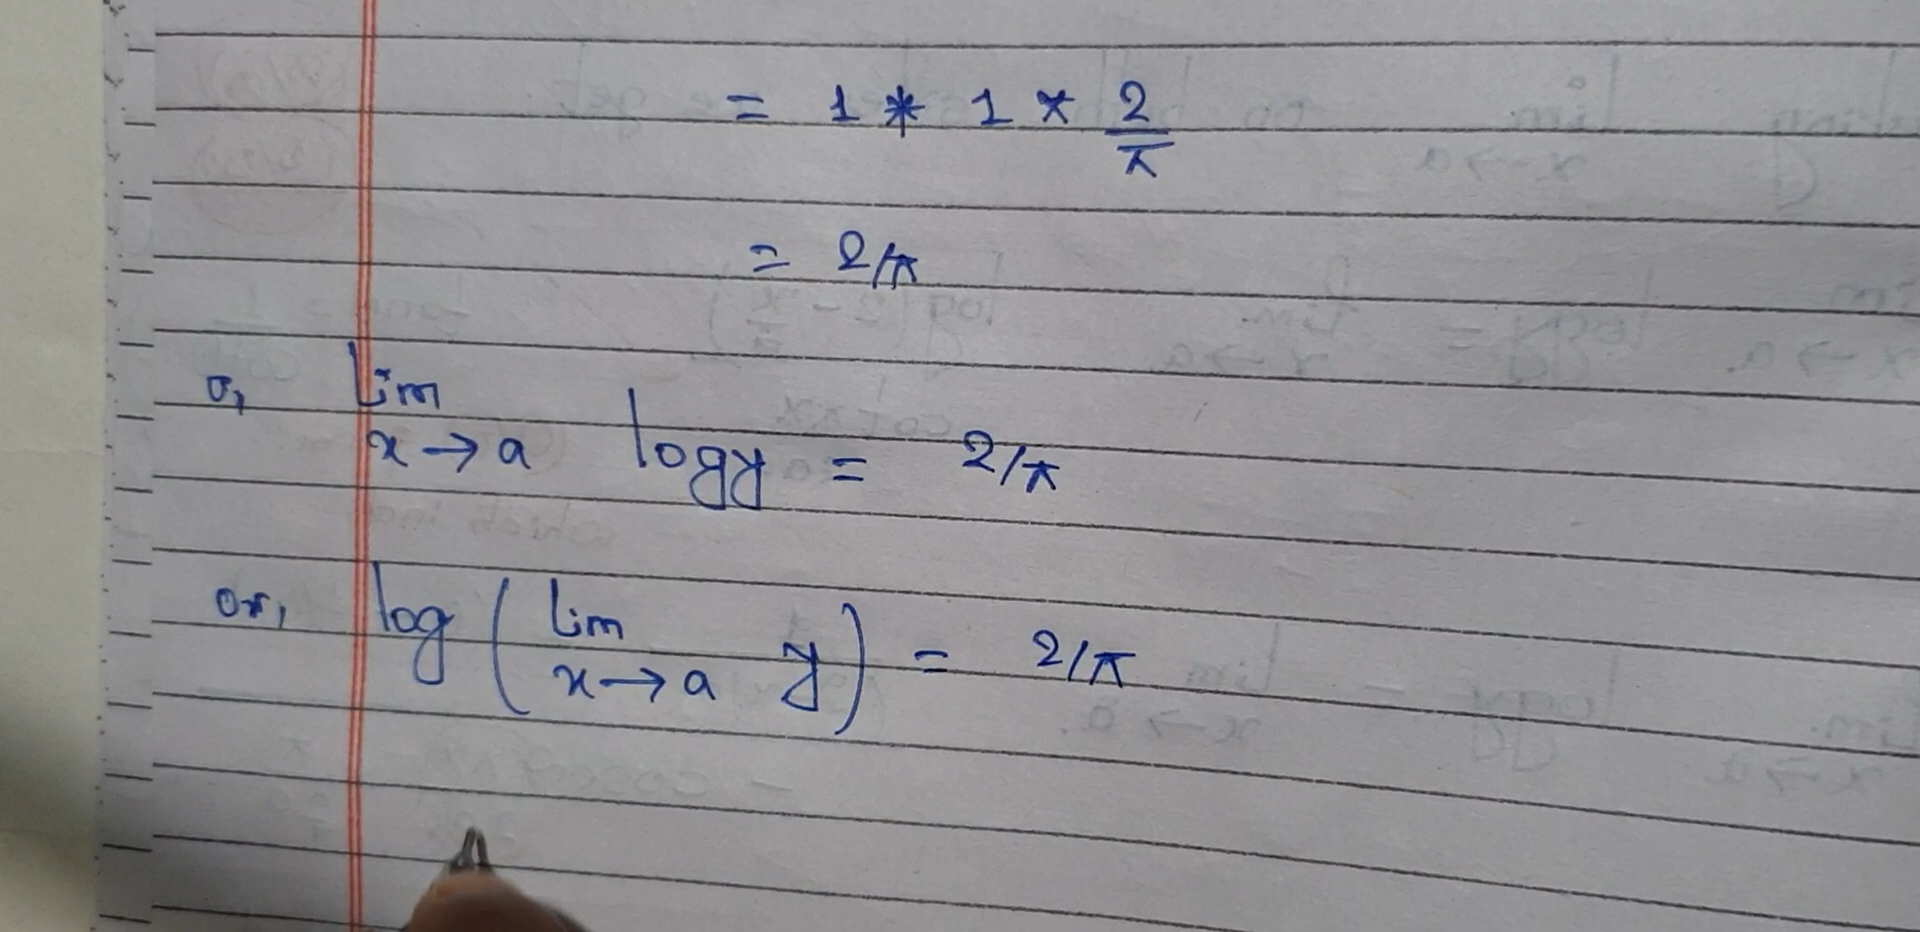 = 1 * 1 * 2/π
= 2/π
or, lim x→a logy = 2/π
or, log ( lim x→a y ) = 2/π